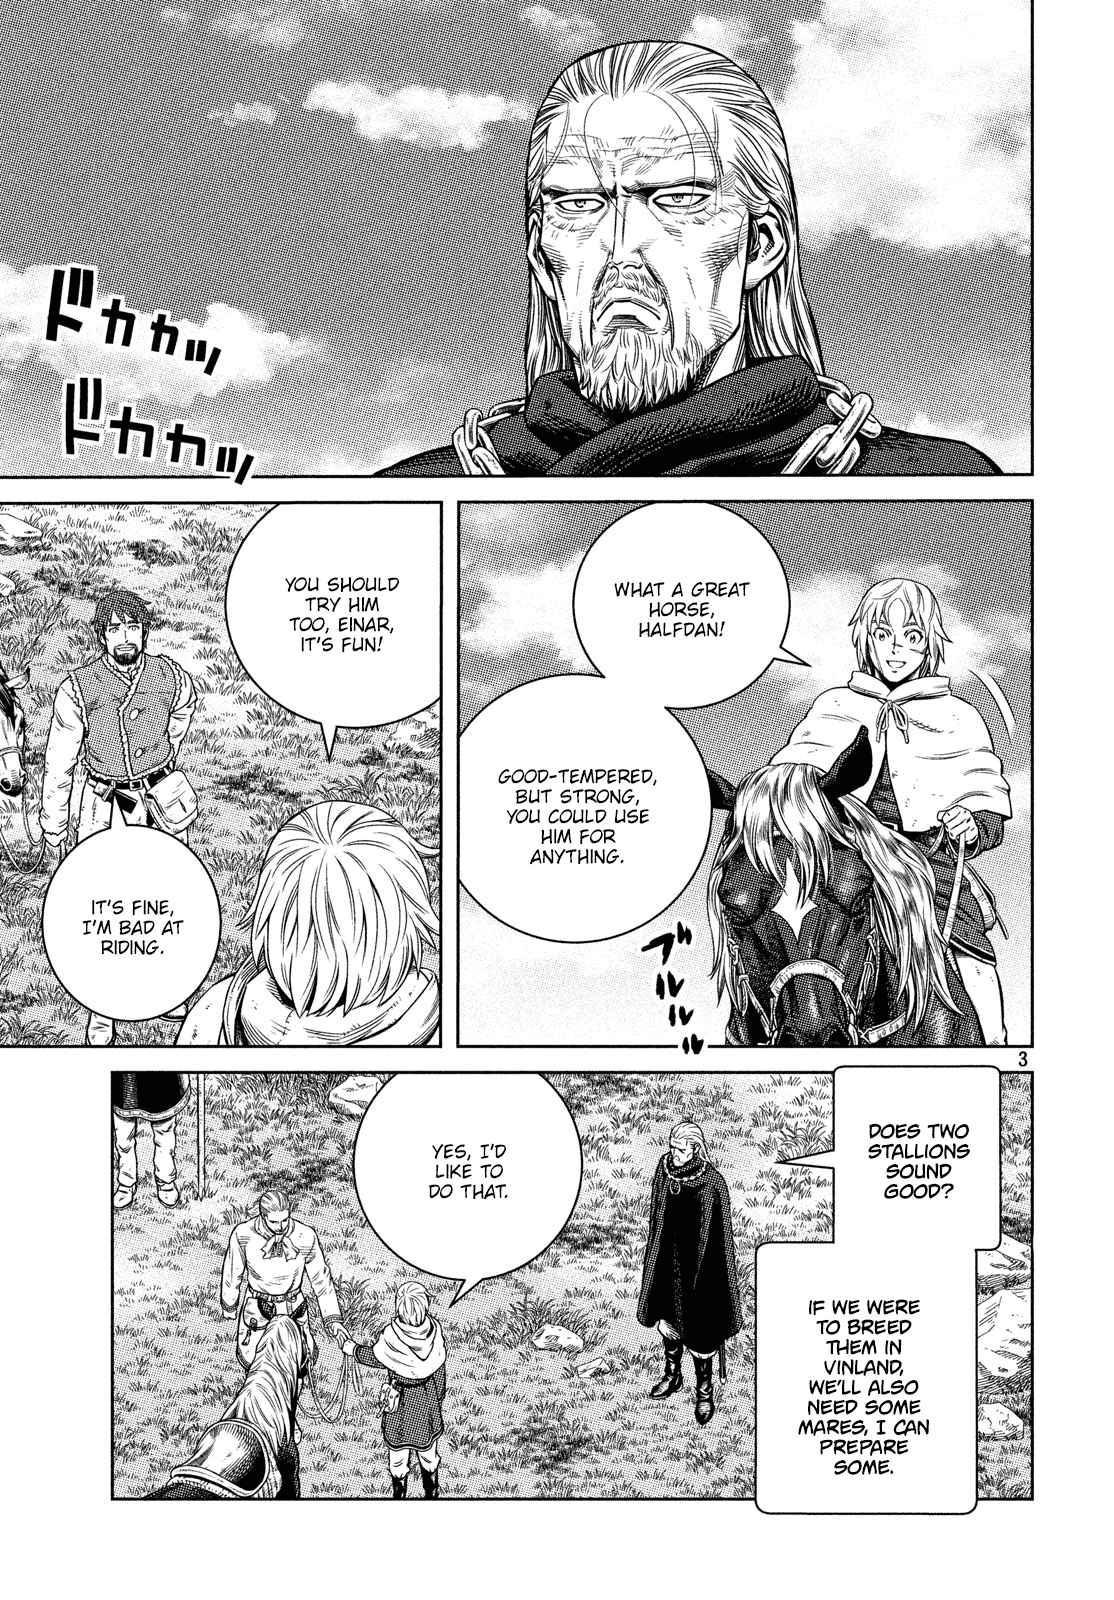 ドカカッ
ドカカッ
WHAT A GREAT
HORSE,
HALFDAN!
GOOD-TEMPERED,
BUT STRONG,
YOU COULD USE
HIM FOR
ANYTHING.
ブルルル
YOU SHOULD
TRY HIM
TOO, EINAR,
IT'S FUN!
IT'S FINE,
I'M BAD AT
RIDING.
3
DOES TWO
STALLIONS
SOUND
GOOD?
IF WE WERE
TO BREED
THEM IN
VINLAND,
WE'LL ALSO
NEED SOME
MARES, I CAN
PREPARE
SOME.
YES, I'D
LIKE TO
DO THAT.